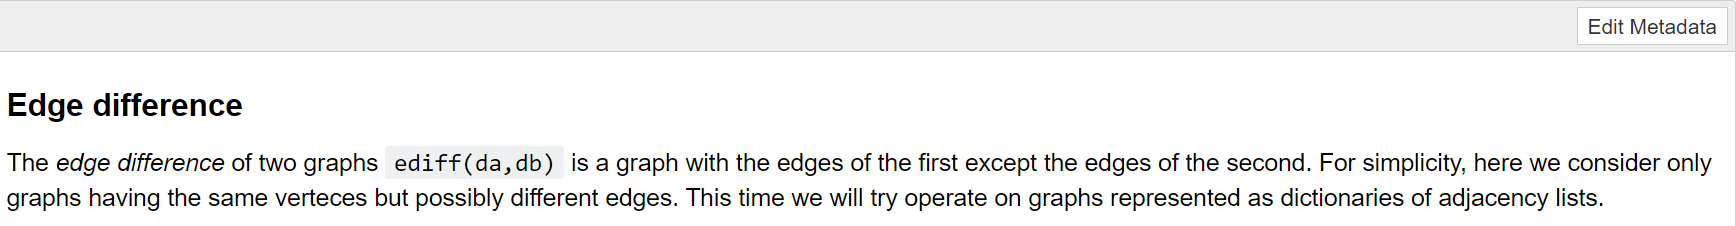 Edit Metadata
Edge difference
The edge difference of two graphs ediff(da,db) is a graph with the edges of the first except the edges of the second. For simplicity, here we consider only
graphs having the same verteces but possibly different edges. This time we will try operate on graphs represented as dictionaries of adjacency lists.